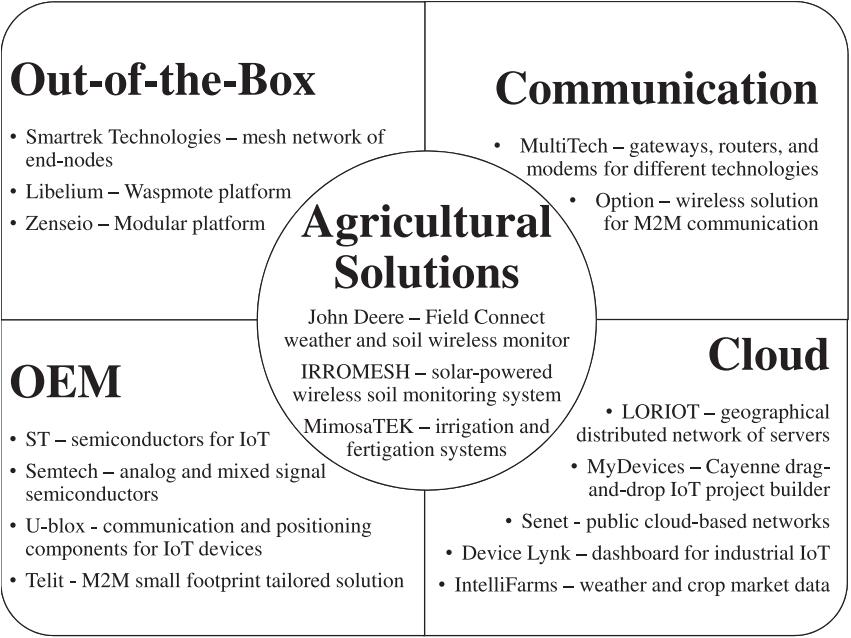 Out-of-the-Box
• Smartrek Technologies – mesh network of
end-nodes
• Libelium – Waspmote platform
• Zenseio – Modular platform
Communication
• MultiTech – gateways, routers, and
modems for different technologies
• Option – wireless solution
for M2M communication
Agricultural
Solutions
John Deere – Field Connect
weather and soil wireless monitor
IRROMESH – solar-powered
wireless soil monitoring system
MimosaTEK – irrigation and
fertigation systems
OEM
• ST – semiconductors for IoT
• Semtech – analog and mixed signal
semiconductors
• U-blox - communication and positioning
components for IoT devices
• Telit - M2M small footprint tailored solution
Cloud
• LORIOT – geographical
distributed network of servers
• MyDevices – Cayenne drag-
and-drop IoT project builder
• Senet - public cloud-based networks
• Device Lynk – dashboard for industrial IoT
• IntelliFarms – weather and crop market data